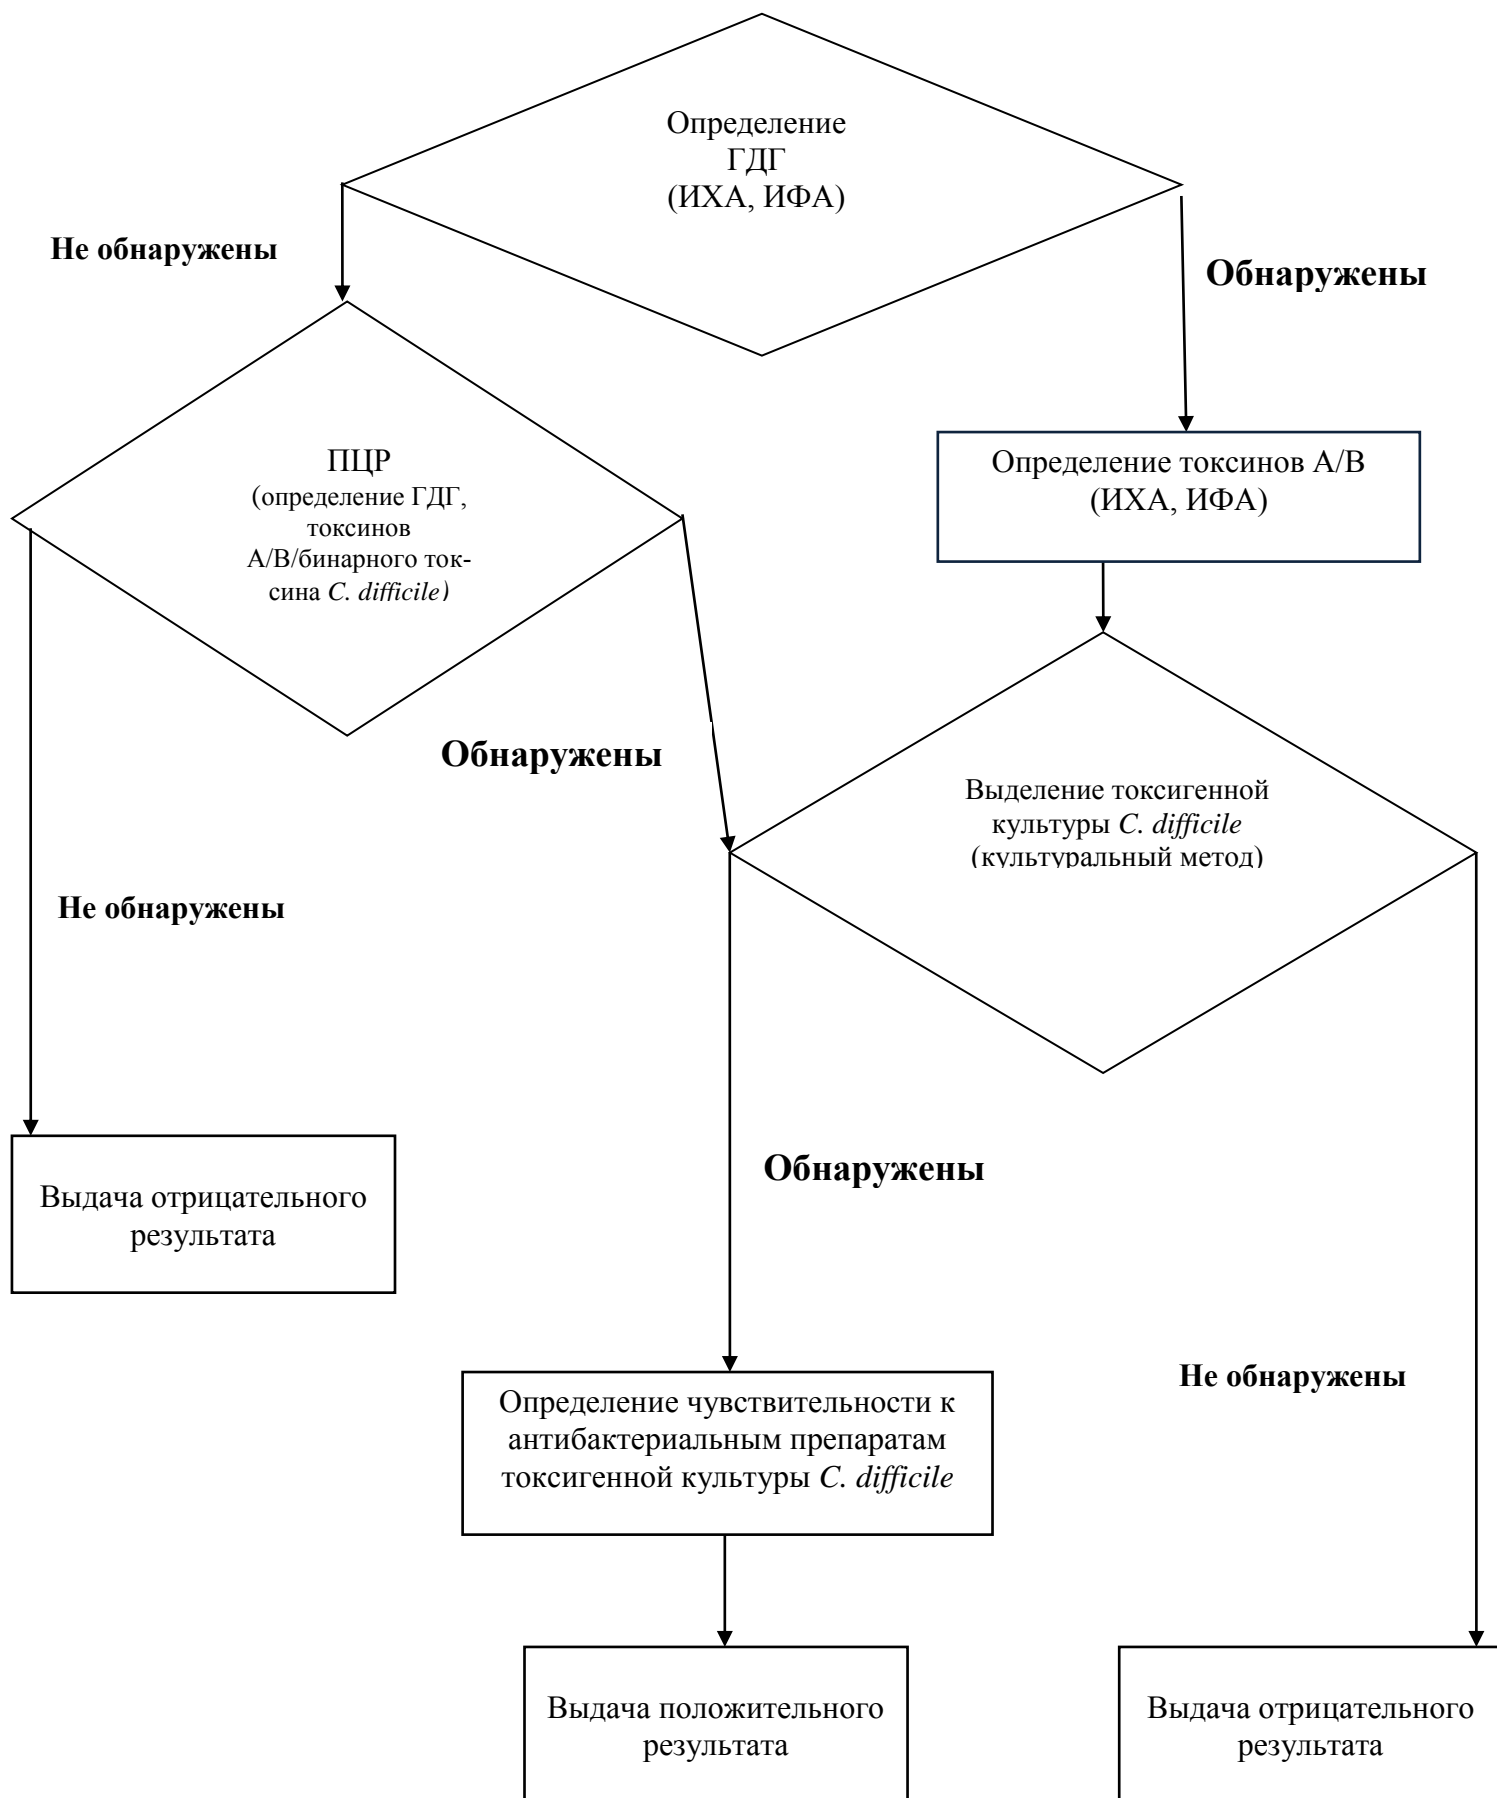 Определение
ГДГ
(ИХА, ИФА)
Не обнаружены
Обнаружены
ПЦР
(определение ГДГ,
токсинов
А/В/бинарного ток-
сина C. difficile)
Определение токсинов А/В
(ИХА, ИФА)
Обнаружены
Выделение токсигенной
культуры C. difficile
(культуральный метод)
Не обнаружены
Обнаружены
Выдача отрицательного
результата
Не обнаружены
Определение чувствительности к
антибактериальным препаратам
токсигенной культуры C. difficile
Выдача положительного
результата
Выдача отрицательного
результата